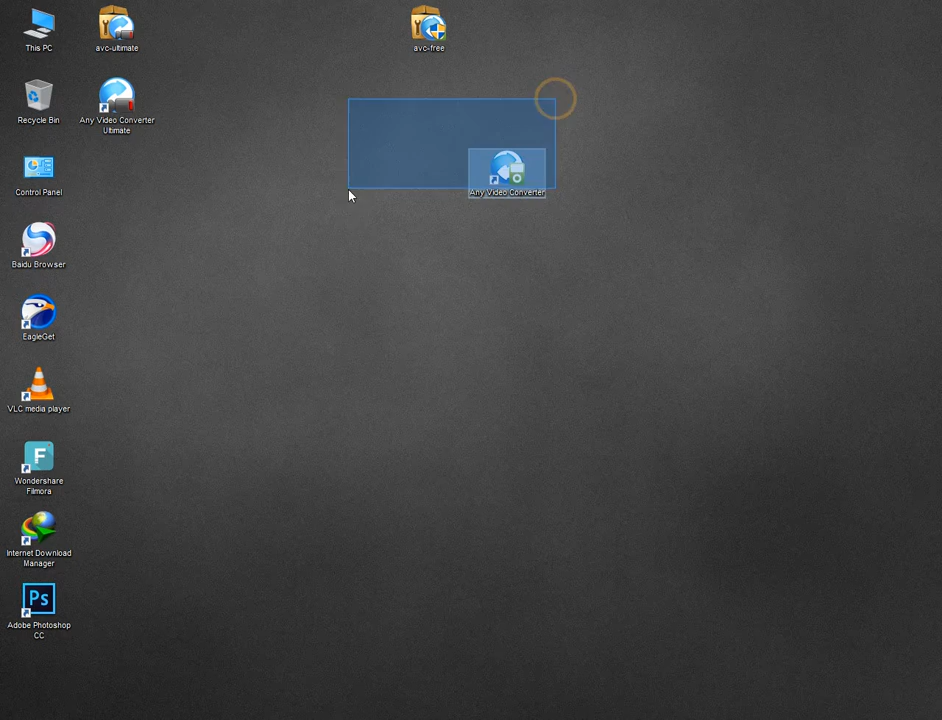 This PC
avc-ultimate
avc-free
Recycle Bin
Any Video Converter
Ultimate
Any Video Converter
Control Panel
Baidu Browser
EagleGet
VLC media player
F
Wondershare
Filmora
Internet Download
Manager
Ps
Adobe Photoshop
CC